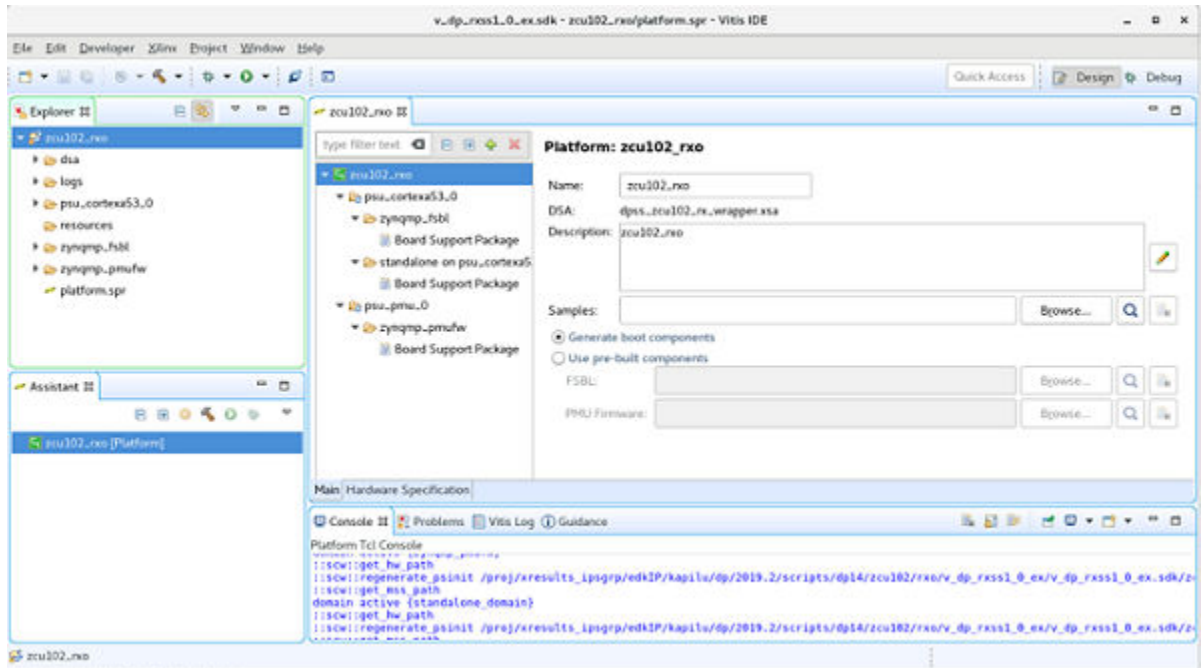 v_dp_rxss1_0_ex.sdk - zcu102_rxo/platform.spr - Vitis IDE
File Edit Developer Xilinx Project Window Help
Quick Access Design Debug
Explorer
zcu102_rxo
dsa
logs
psu_cortexa53_0
resources
zynqmp_fsbl
zynqmp_pmufw
platform.spr
Assistant
zcu102_rxo [Platform]
zcu102_rxo
type filter text
zcu102_rxo
psu_cortexa53_0
zynqmp_fsbl
Board Support Package
standalone on psu_cortexa5
Board Support Package
psu_pmu_0
zynqmp_pmufw
Board Support Package
Platform: zcu102_rxo
Name: zcu102_rxo
DSA: dpss_zcu102_rx_wrapper.xsa
Description: zcu102_rxo
Samples: Browse...
Generate boot components
Use pre-built components
FSBL: Browse...
PMU Firmware: Browse...
Main Hardware Specification
Console Problems Vitis Log Guidance
Platform Tcl Console
domain active {zynqmp_pmufw}
::scw::get_hw_path
::scw::regenerate_psinit /proj/xresults_ipsgrp/edkIP/kapilu/dp/2019.2/scripts/dp14/zcu102/rxo/v_dp_rxss1_0_ex/v_dp_rxss1_0_ex.sdk/z
::scw::get_mss_path
domain active {standalone_domain}
::scw::get_hw_path
::scw::regenerate_psinit /proj/xresults_ipsgrp/edkIP/kapilu/dp/2019.2/scripts/dp14/zcu102/rxo/v_dp_rxss1_0_ex/v_dp_rxss1_0_ex.sdk/z
::scw::get_mss_path
zcu102_rxo